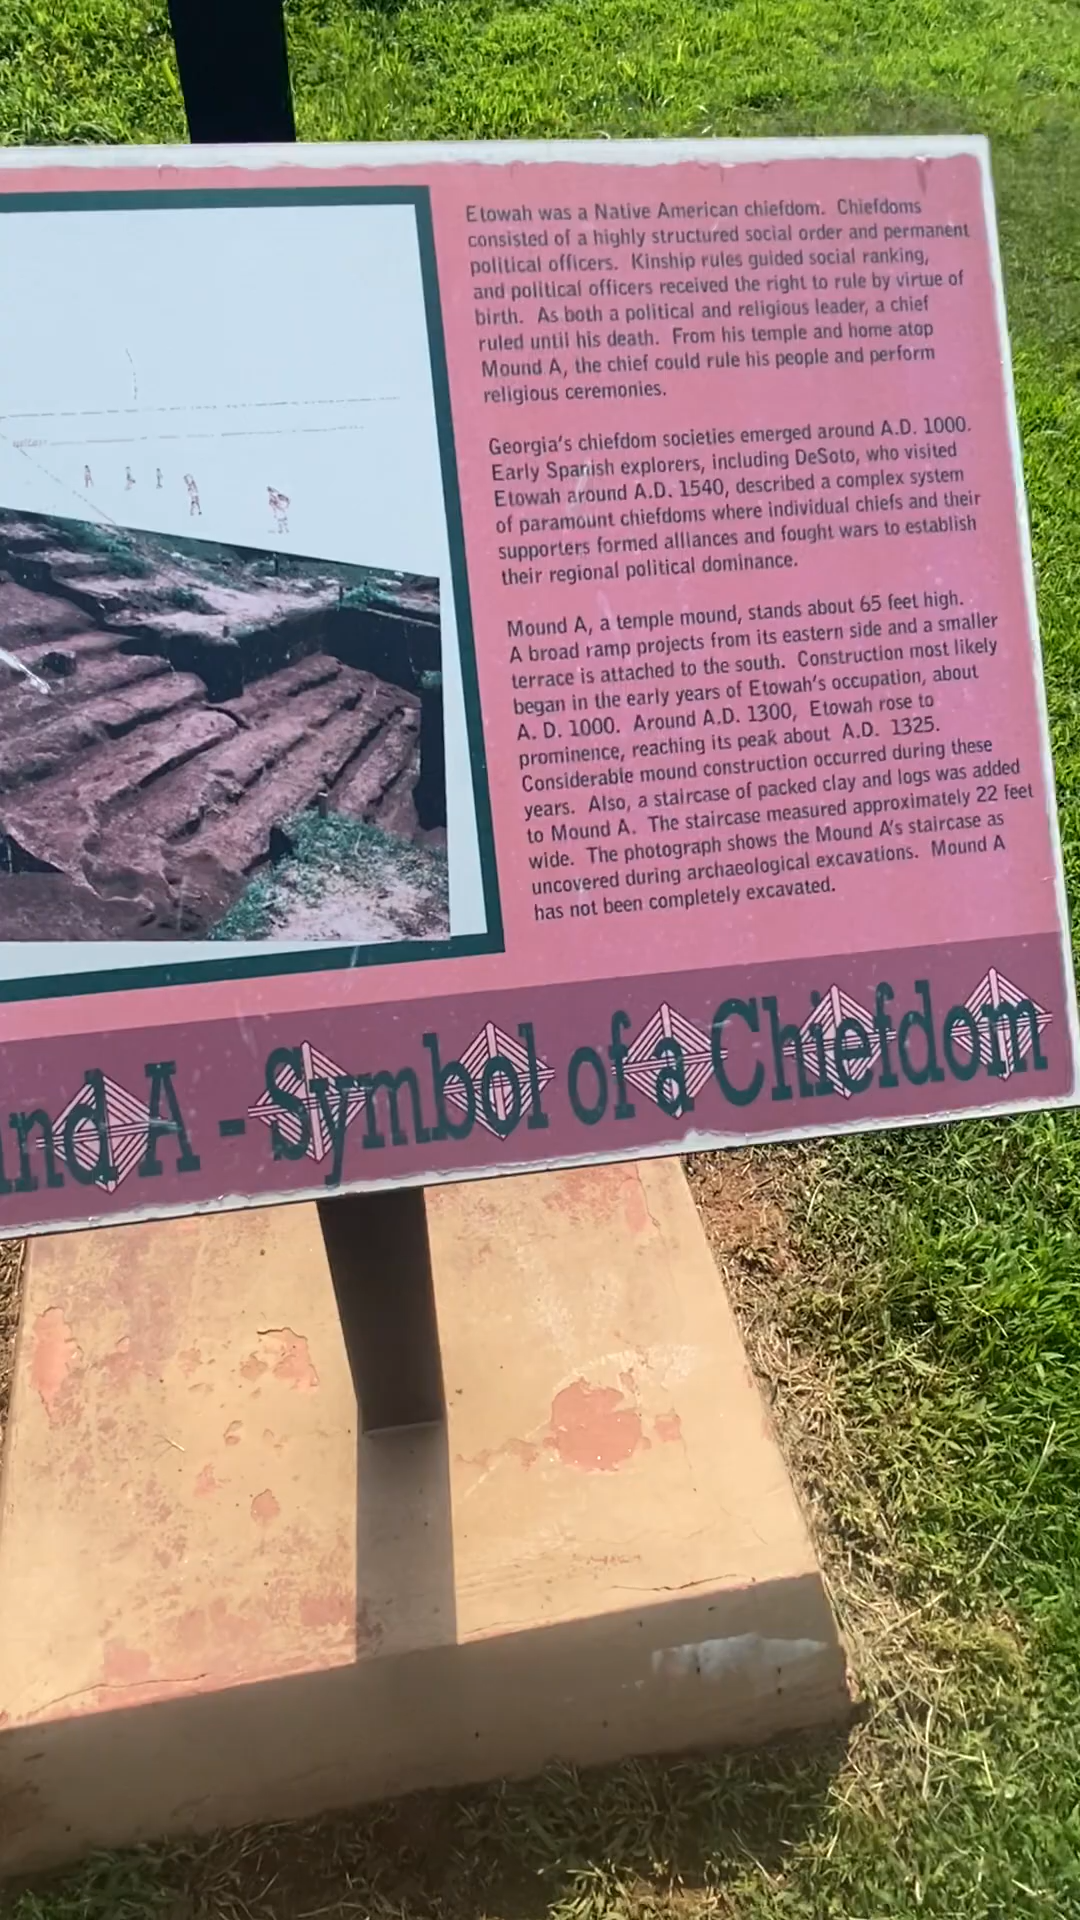 Etowah was a Native American chiefdom. Chiefdoms
consisted of a highly structured social order and permanent
political officers. Kinship rules guided social ranking,
and political officers received the right to rule by virtue of
birth. As both a political and religious leader, a chief
ruled until his death. From his temple and home atop
Mound A, the chief could rule his people and perform
religious ceremonies.
Georgia's chiefdom societies emerged around A.D. 1000.
Early Spanish explorers, including DeSoto, who visited
Etowah around A.D. 1540, described a complex system
of paramount chiefdoms where individual chiefs and their
supporters formed alliances and fought wars to establish
their regional political dominance.
Mound A, a temple mound, stands about 65 feet high.
A broad ramp projects from its eastern side and a smaller
terrace is attached to the south. Construction most likely
began in the early years of Etowah's occupation, about
A. D. 1000. Around A.D. 1300, Etowah rose to
prominence, reaching its peak about A.D. 1325.
Considerable mound construction occurred during these
years. Also, a staircase of packed clay and logs was added
to Mound A. The staircase measured approximately 22 feet
wide. The photograph shows the Mound A's staircase as
uncovered during archaeological excavations. Mound A
has not been completely excavated.
und A - Symbol of a Chiefdom